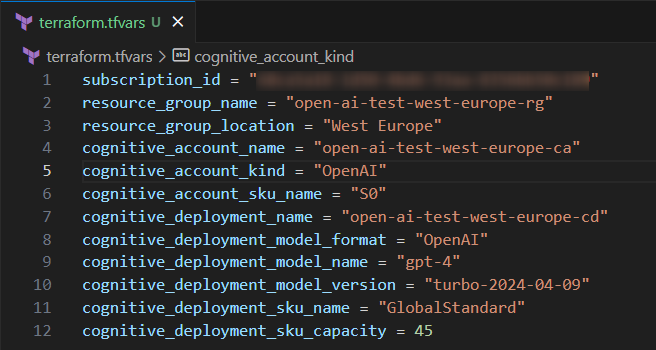 terraform.tfvars U
terraform.tfvars > cognitive_account_kind
1 subscription_id = " "
2 resource_group_name = "open-ai-test-west-europe-rg"
3 resource_group_location = "West Europe"
4 cognitive_account_name = "open-ai-test-west-europe-ca"
5 cognitive_account_kind = "OpenAI"
6 cognitive_account_sku_name = "S0"
7 cognitive_deployment_name = "open-ai-test-west-europe-cd"
8 cognitive_deployment_model_format = "OpenAI"
9 cognitive_deployment_model_name = "gpt-4"
10 cognitive_deployment_model_version = "turbo-2024-04-09"
11 cognitive_deployment_sku_name = "GlobalStandard"
12 cognitive_deployment_sku_capacity = 45